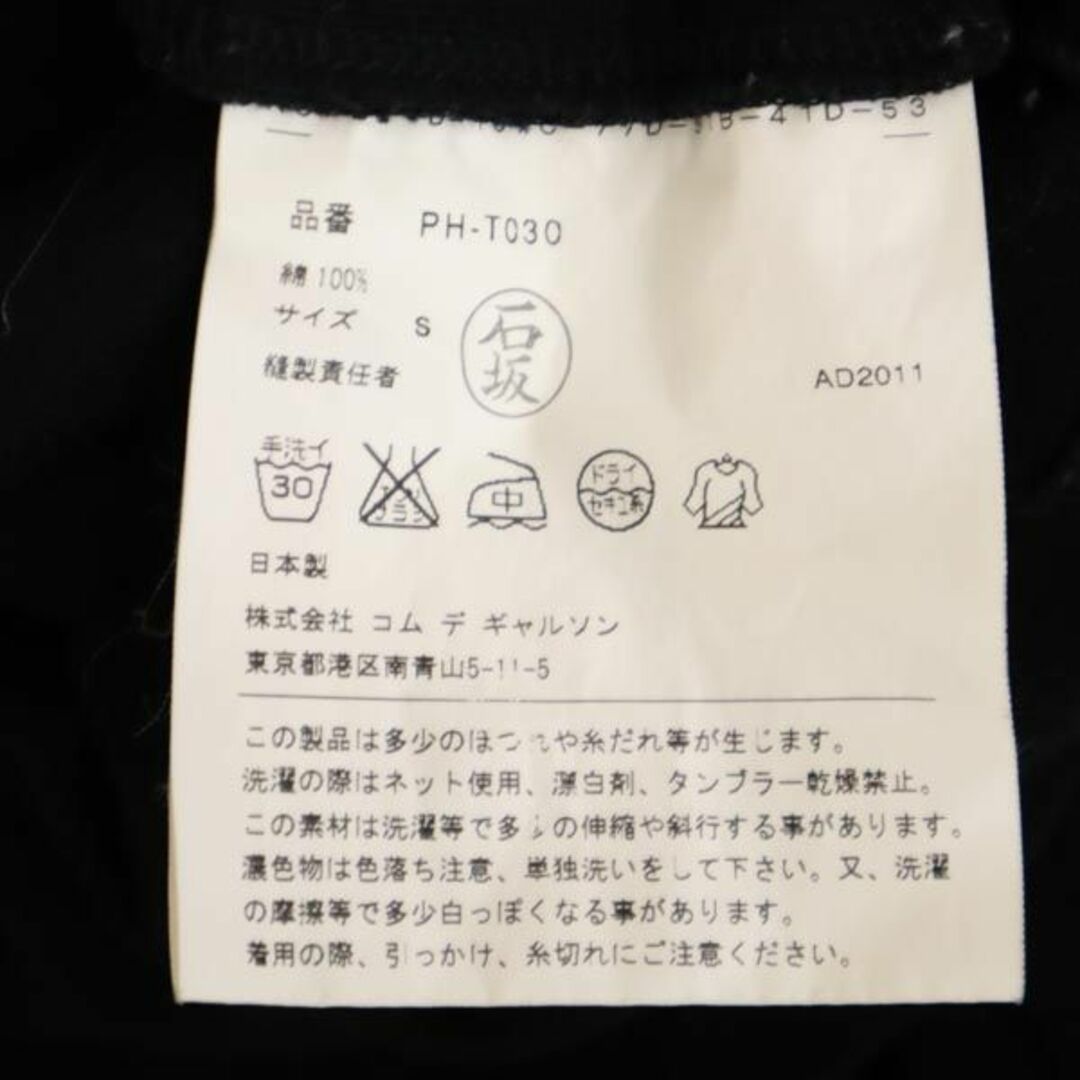 41D-53
品番 PH-T030
綿 100%
サイズ S
石坂
縫製責任者 AD2011
手洗イ
30
中
ドライ
セキユ系
日本製
株式会社 コム デ ギャルソン
東京都港区南青山5-11-5
この製品は多少のほつれや糸だれ等が生じます。
洗濯の際はネット使用、漂白剤、タンブラー乾燥禁止。
この素材は洗濯等で多少の伸縮や斜行する事があります。
濃色物は色落ち注意、単独洗いをして下さい。又、洗濯
の摩擦等で多少白っぽくなる事があります。
着用の際、引っかけ、糸切れにご注意ください。